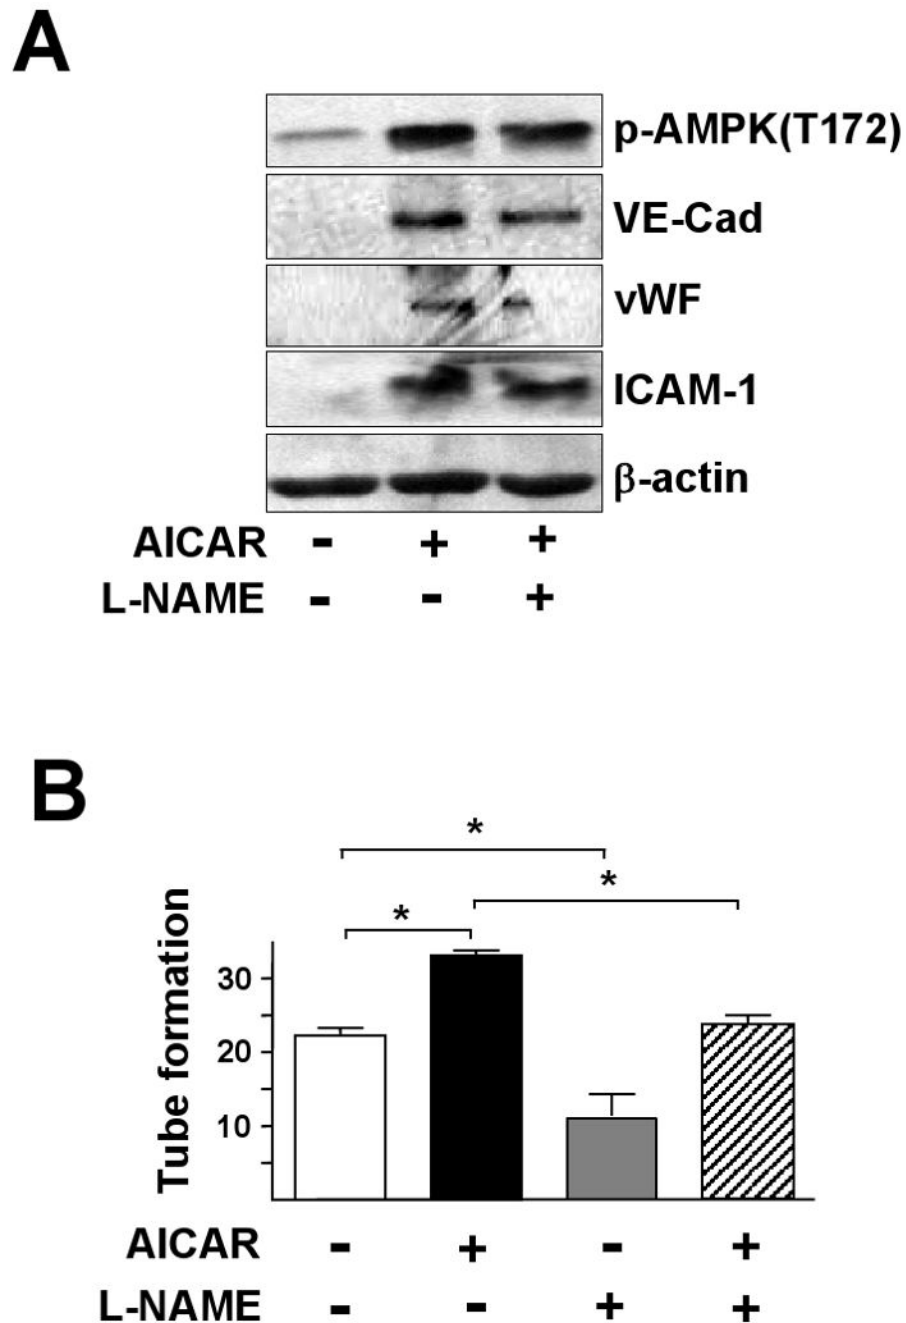 A
p-AMPK(T172)
VE-Cad
vWF
ICAM-1
β-actin
AICAR - + +
L-NAME - - +
B
*
*
*
Tube formation
30
20
10
AICAR - + - +
L-NAME - - + +